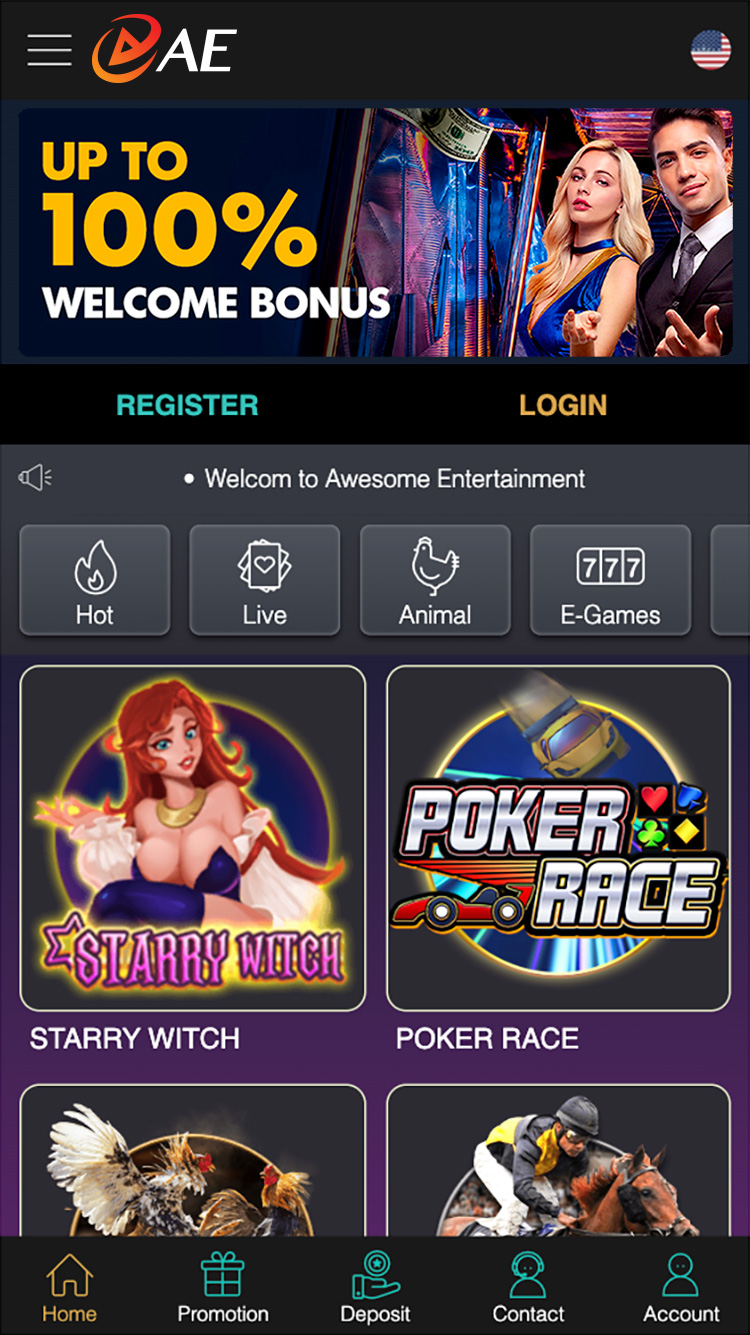 AE
UP TO
100%
WELCOME BONUS
REGISTER
LOGIN
• Welcom to Awesome Entertainment
Hot
Live
Animal
777
E-Games
STARRY WITCH
POKER
RACE
STARRY WITCH
POKER RACE
Home
Promotion
Deposit
Contact
Account